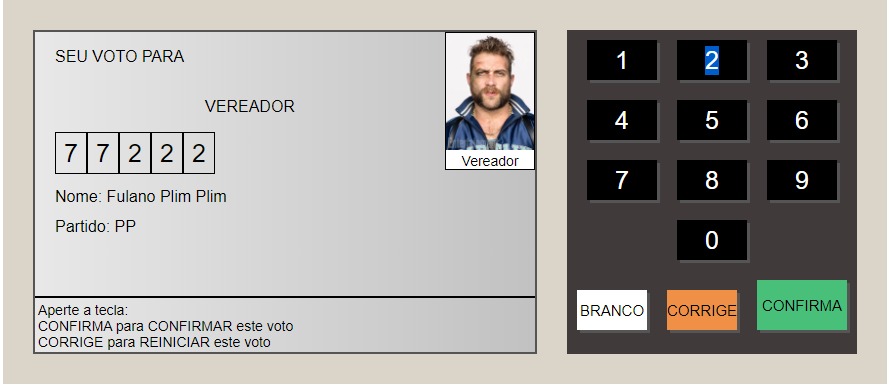 SEU VOTO PARA
VEREADOR
7 7 2 2 2
Nome: Fulano Plim Plim
Partido: PP
Vereador
Aperte a tecla:
CONFIRMA para CONFIRMAR este voto
CORRIGE para REINICIAR este voto
1 2 3
4 5 6
7 8 9
0
BRANCO CORRIGE CONFIRMA